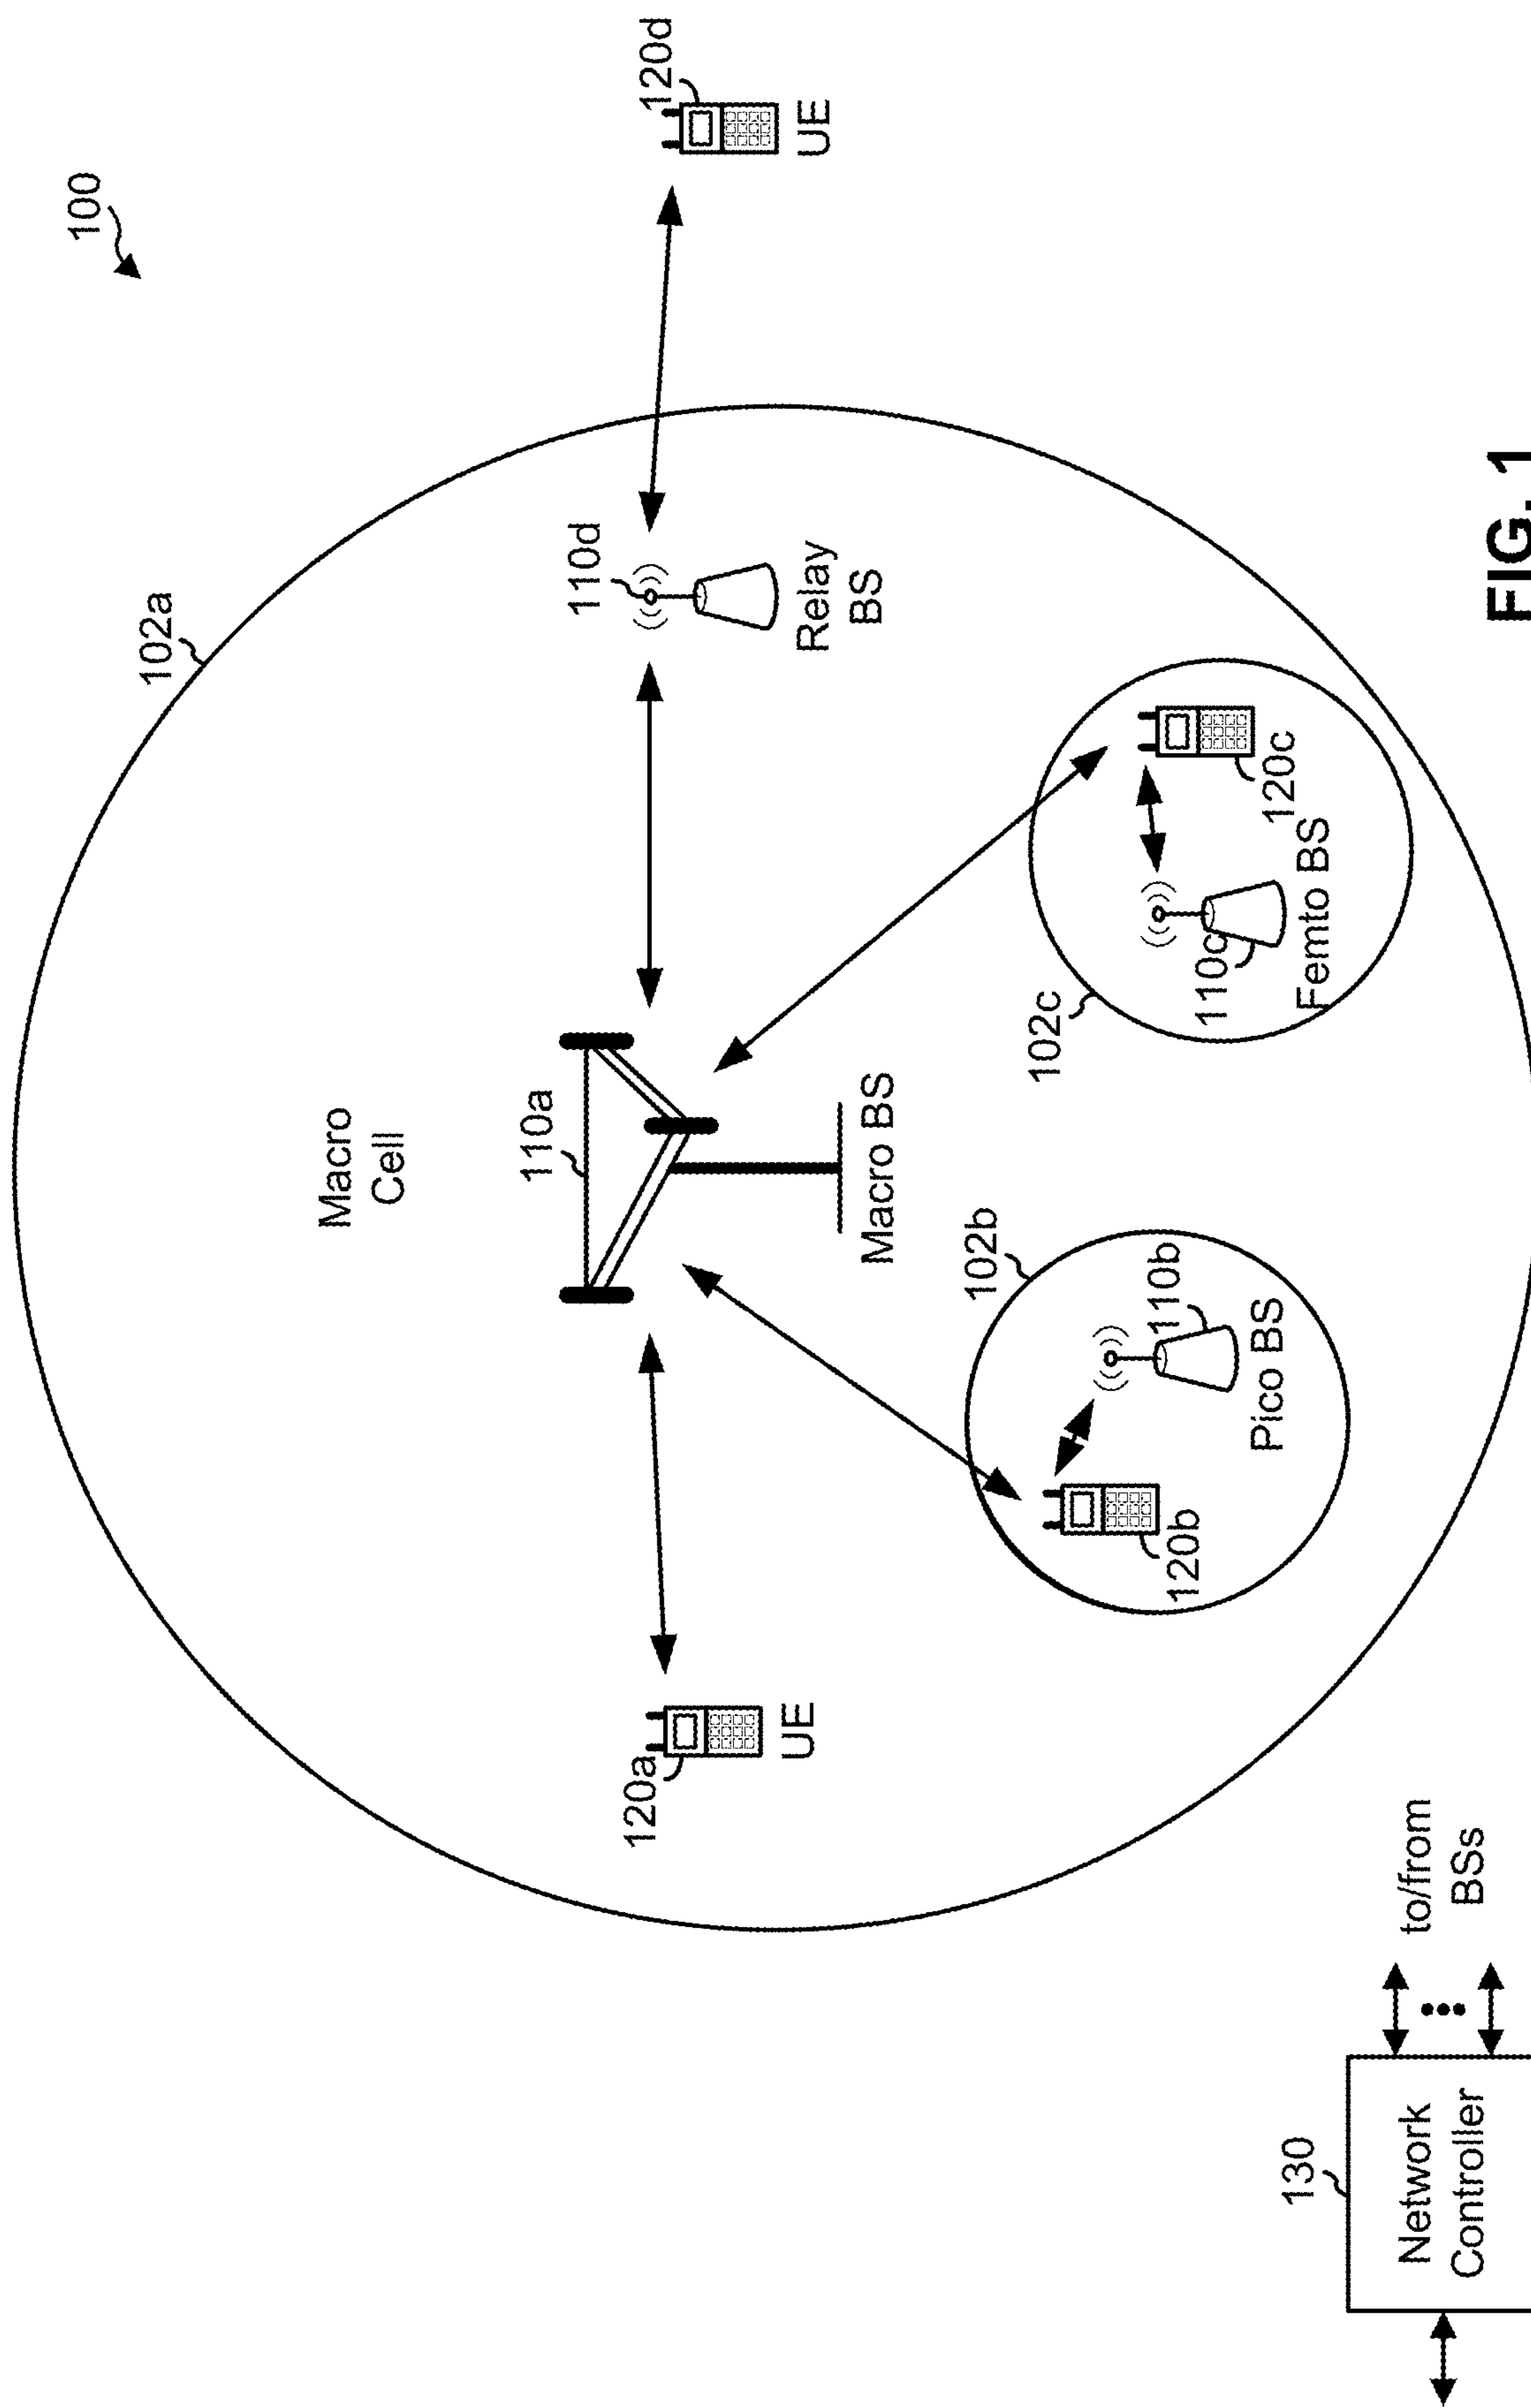 100
102a
Macro
Cell
110a
110d
120a
120d
UE
Macro BS
Relay
BS
UE
102b
102c
120b
110b
Pico BS
110c
120c
Femto BS
130
Network
Controller
to/from
BSs
FIG. 1